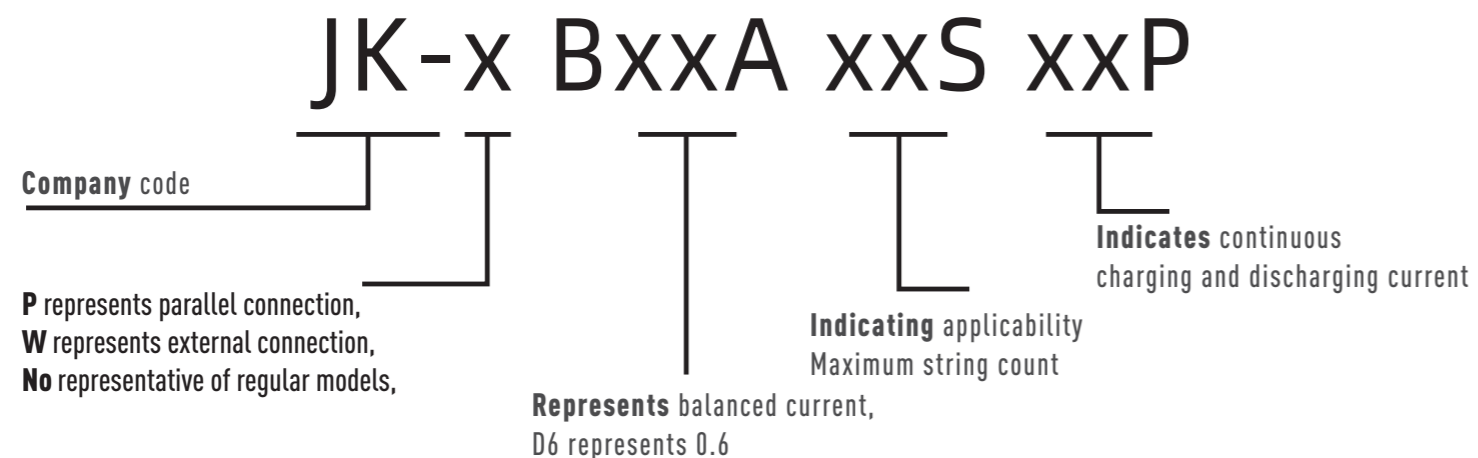 JK-x BxxA xxS xxP
Company code
P represents parallel connection,
W represents external connection,
No representative of regular models,
Represents balanced current,
D6 represents 0.6
Indicating applicability
Maximum string count
Indicates continuous
charging and discharging current